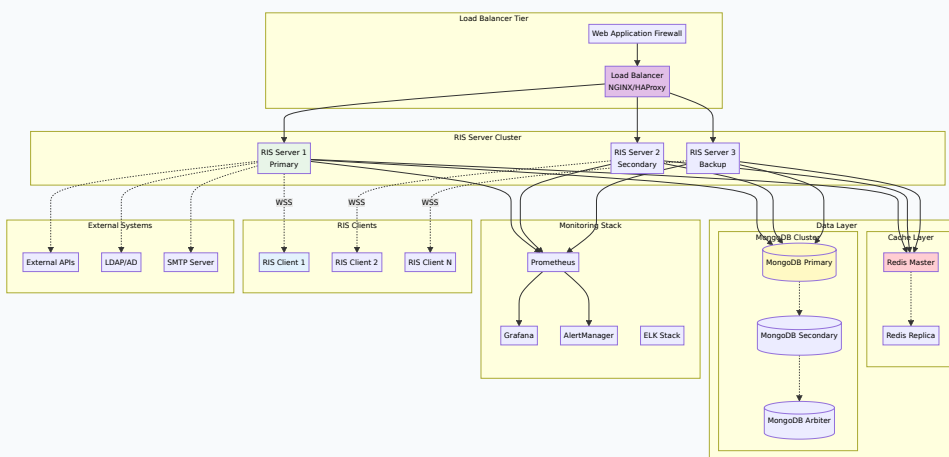 Load Balancer Tier
Web Application Firewall
Load Balancer
NGINX/HAProxy
RIS Server Cluster
RIS Server 1
Primary
RIS Server 2
Secondary
RIS Server 3
Backup
WSS
WSS
WSS
External Systems
External APIs
LDAP/AD
SMTP Server
RIS Clients
RIS Client 1
RIS Client 2
RIS Client N
Monitoring Stack
Prometheus
Grafana
AlertManager
ELK Stack
Data Layer
MongoDB Cluster
MongoDB Primary
MongoDB Secondary
MongoDB Arbiter
Cache Layer
Redis Master
Redis Replica